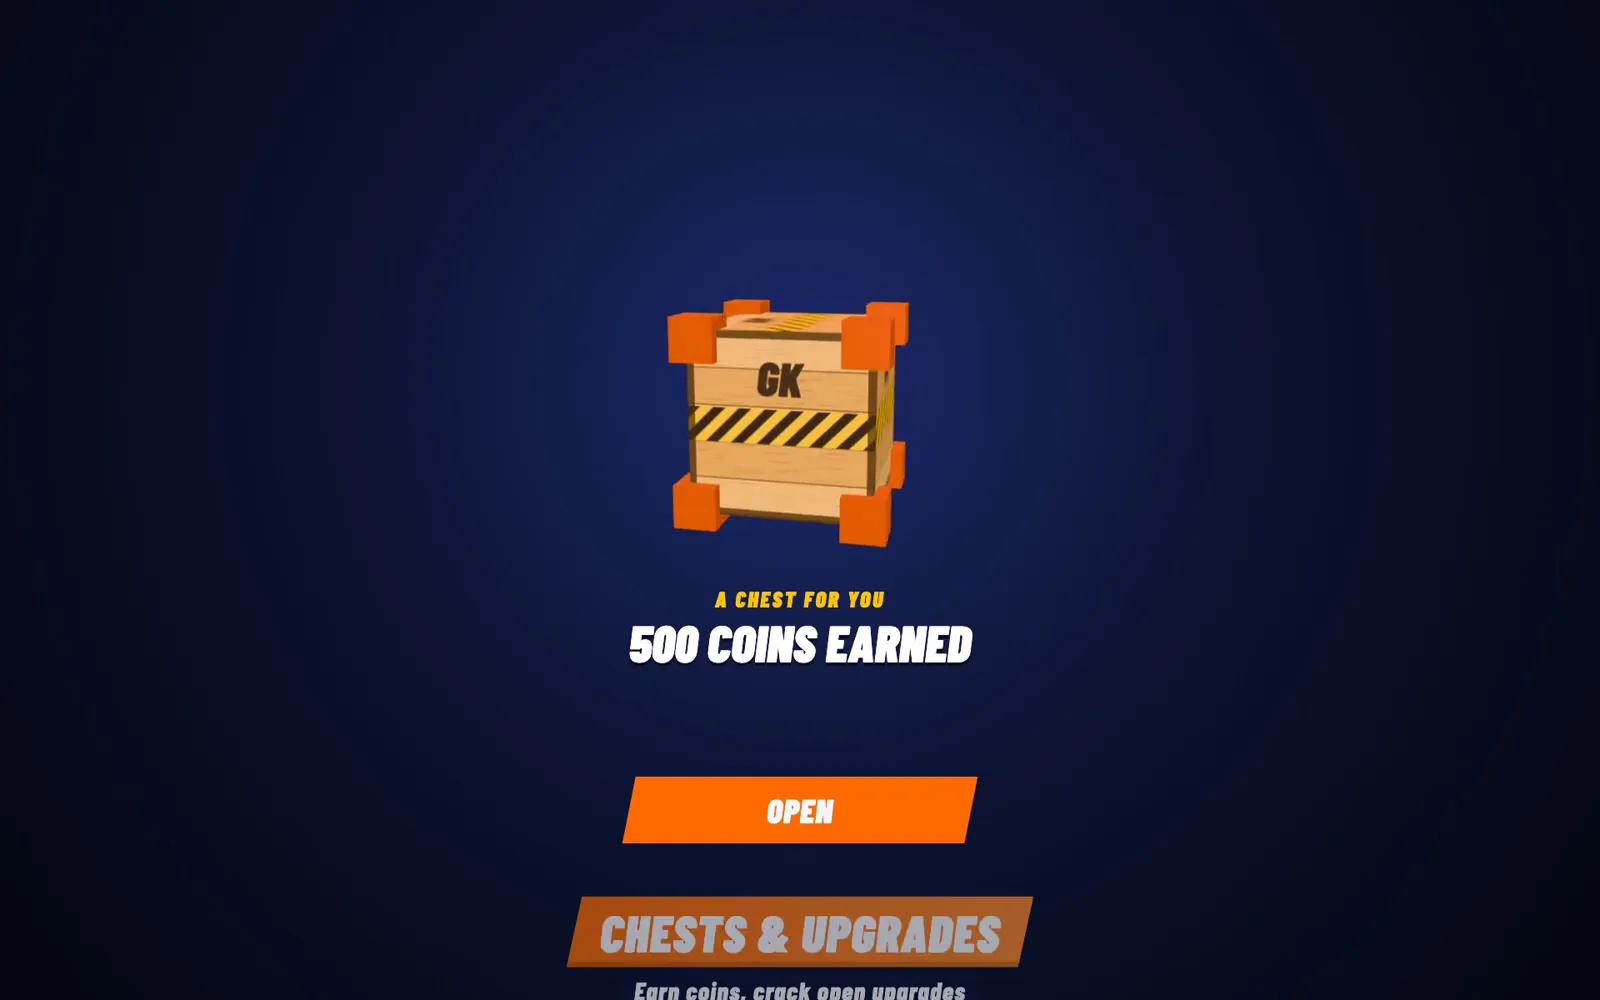 GK
A CHEST FOR YOU
500 COINS EARNED
OPEN
CHESTS & UPGRADES
Earn coins, crack open upgrades